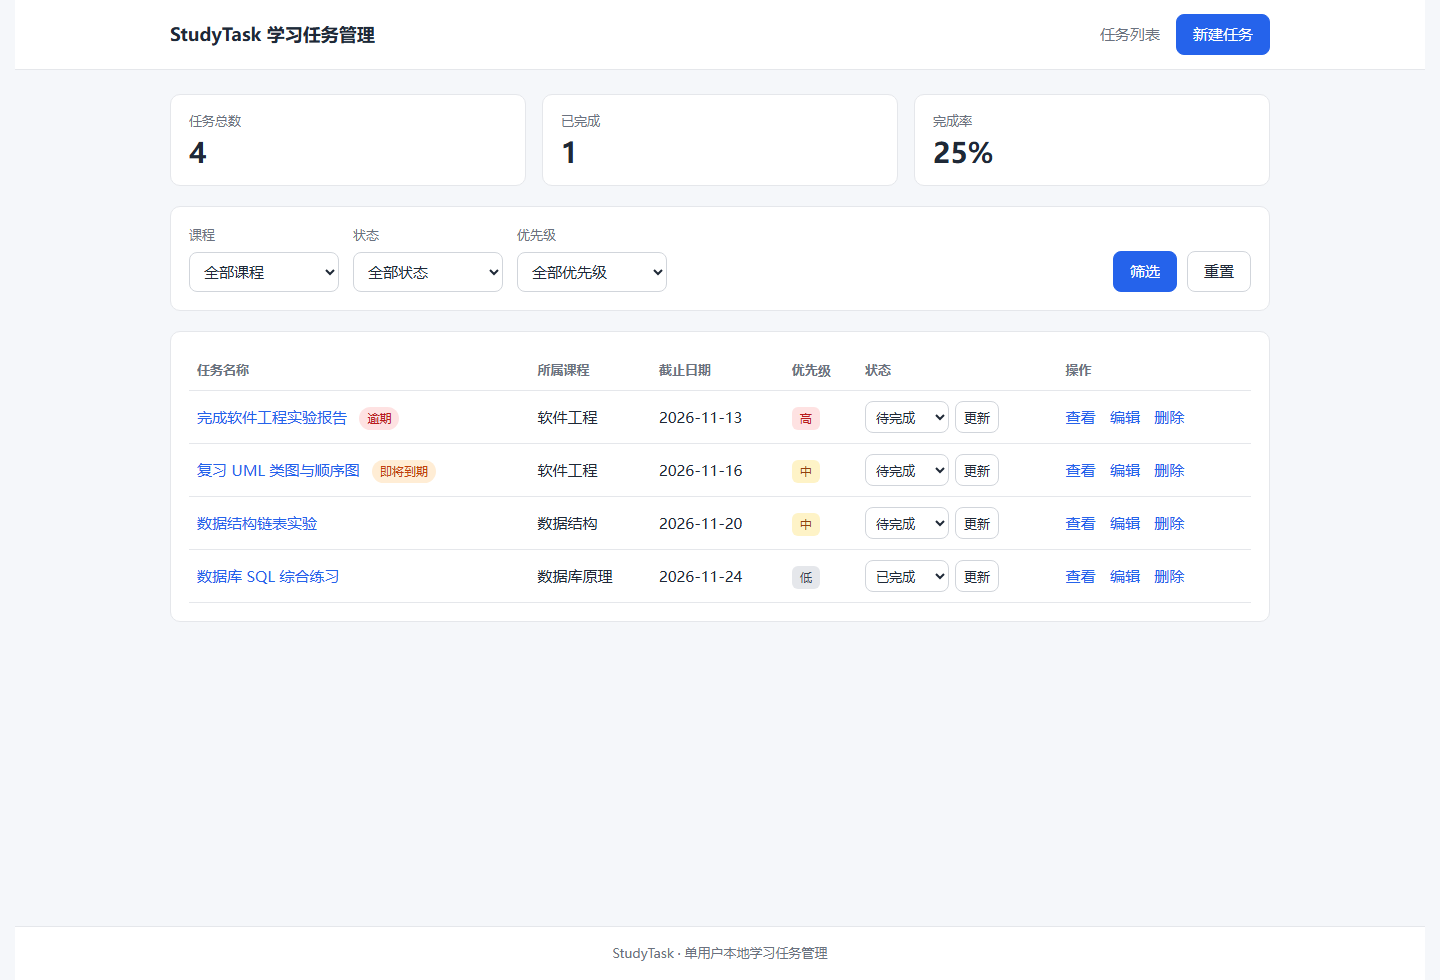 StudyTask 学习任务管理 任务列表 新建任务
任务总数 已完成 完成率
4 1 25%
课程 状态 优先级
全部课程 全部状态 全部优先级 筛选 重置
任务名称 所属课程 截止日期 优先级 状态 操作
完成软件工程实验报告 逾期 软件工程 2026-11-13 高 待完成 更新 查看 编辑 删除
复习 UML 类图与顺序图 即将到期 软件工程 2026-11-16 中 待完成 更新 查看 编辑 删除
数据结构链表实验 数据结构 2026-11-20 中 待完成 更新 查看 编辑 删除
数据库 SQL 综合练习 数据库原理 2026-11-24 低 已完成 更新 查看 编辑 删除
StudyTask · 单用户本地学习任务管理